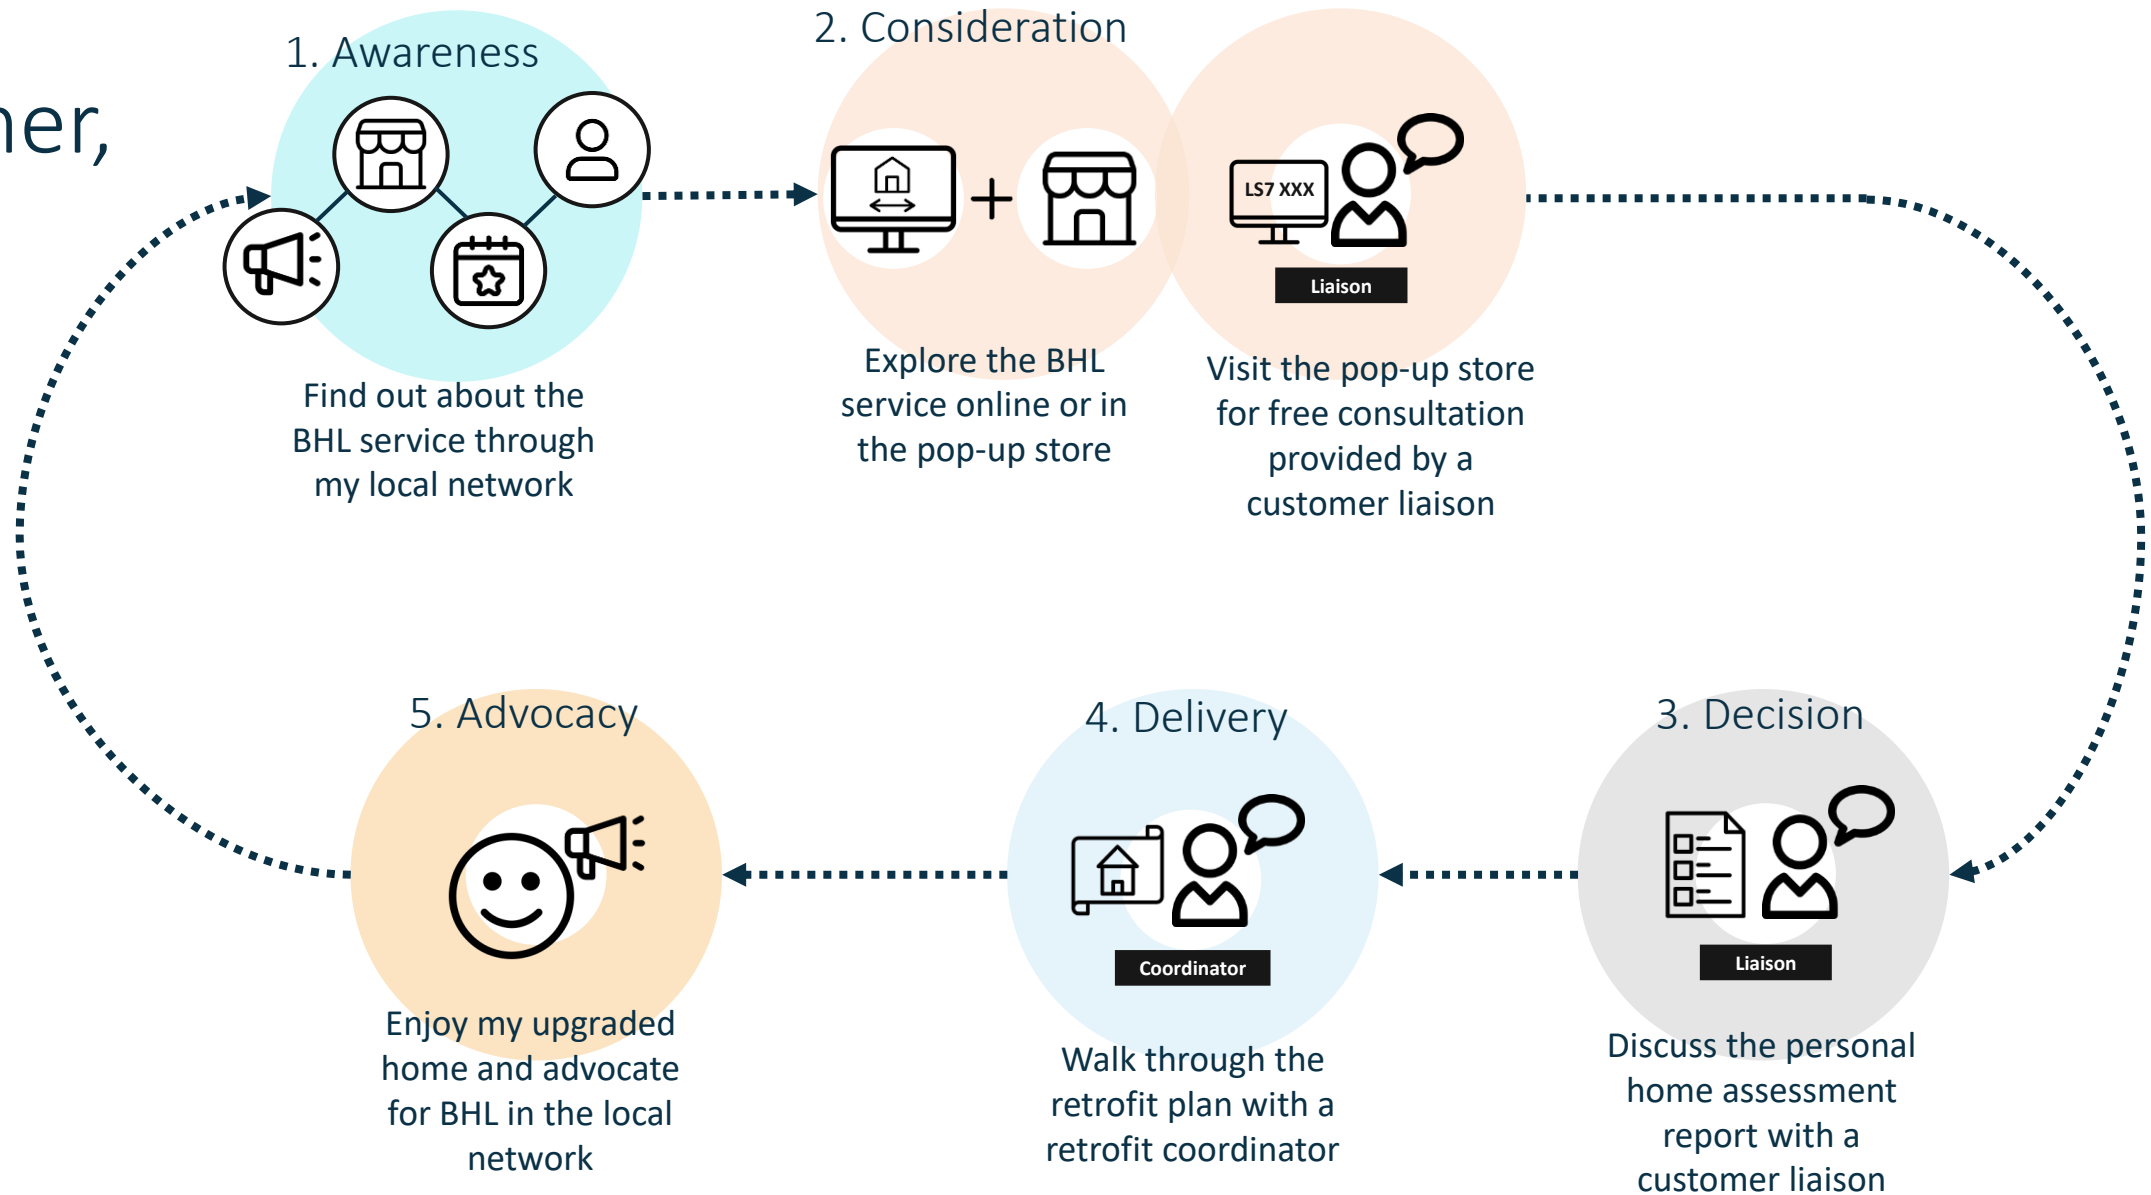 ner,
1. Awareness
Find out about the
BHL service through
my local network
2. Consideration
Explore the BHL
service online or in
the pop-up store
LS7 XXX
Liaison
Visit the pop-up store
for free consultation
provided by a
customer liaison
3. Decision
Liaison
Discuss the personal
home assessment
report with a
customer liaison
4. Delivery
Coordinator
Walk through the
retrofit plan with a
retrofit coordinator
5. Advocacy
Enjoy my upgraded
home and advocate
for BHL in the local
network